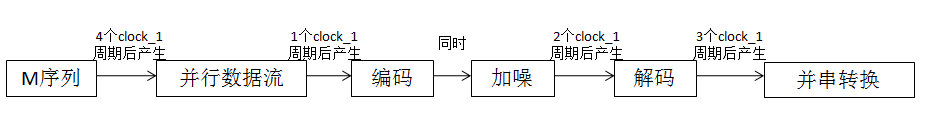 4个clock_1
周期后产生
1个clock_1
周期后产生
同时
2个clock_1
周期后产生
3个clock_1
周期后产生
M序列
并行数据流
编码
加噪
解码
并串转换